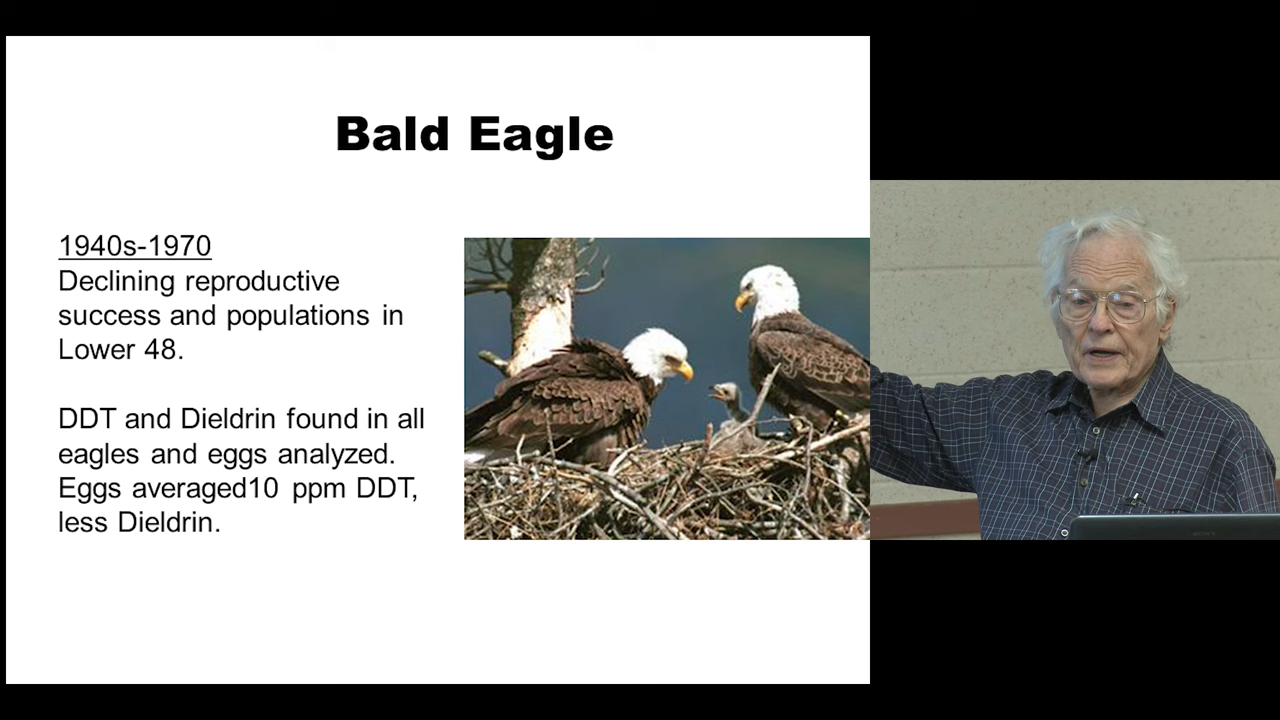 Bald Eagle
1940s-1970
Declining reproductive
success and populations in
Lower 48.
DDT and Dieldrin found in all
eagles and eggs analyzed.
Eggs averaged10 ppm DDT,
less Dieldrin.
SONY